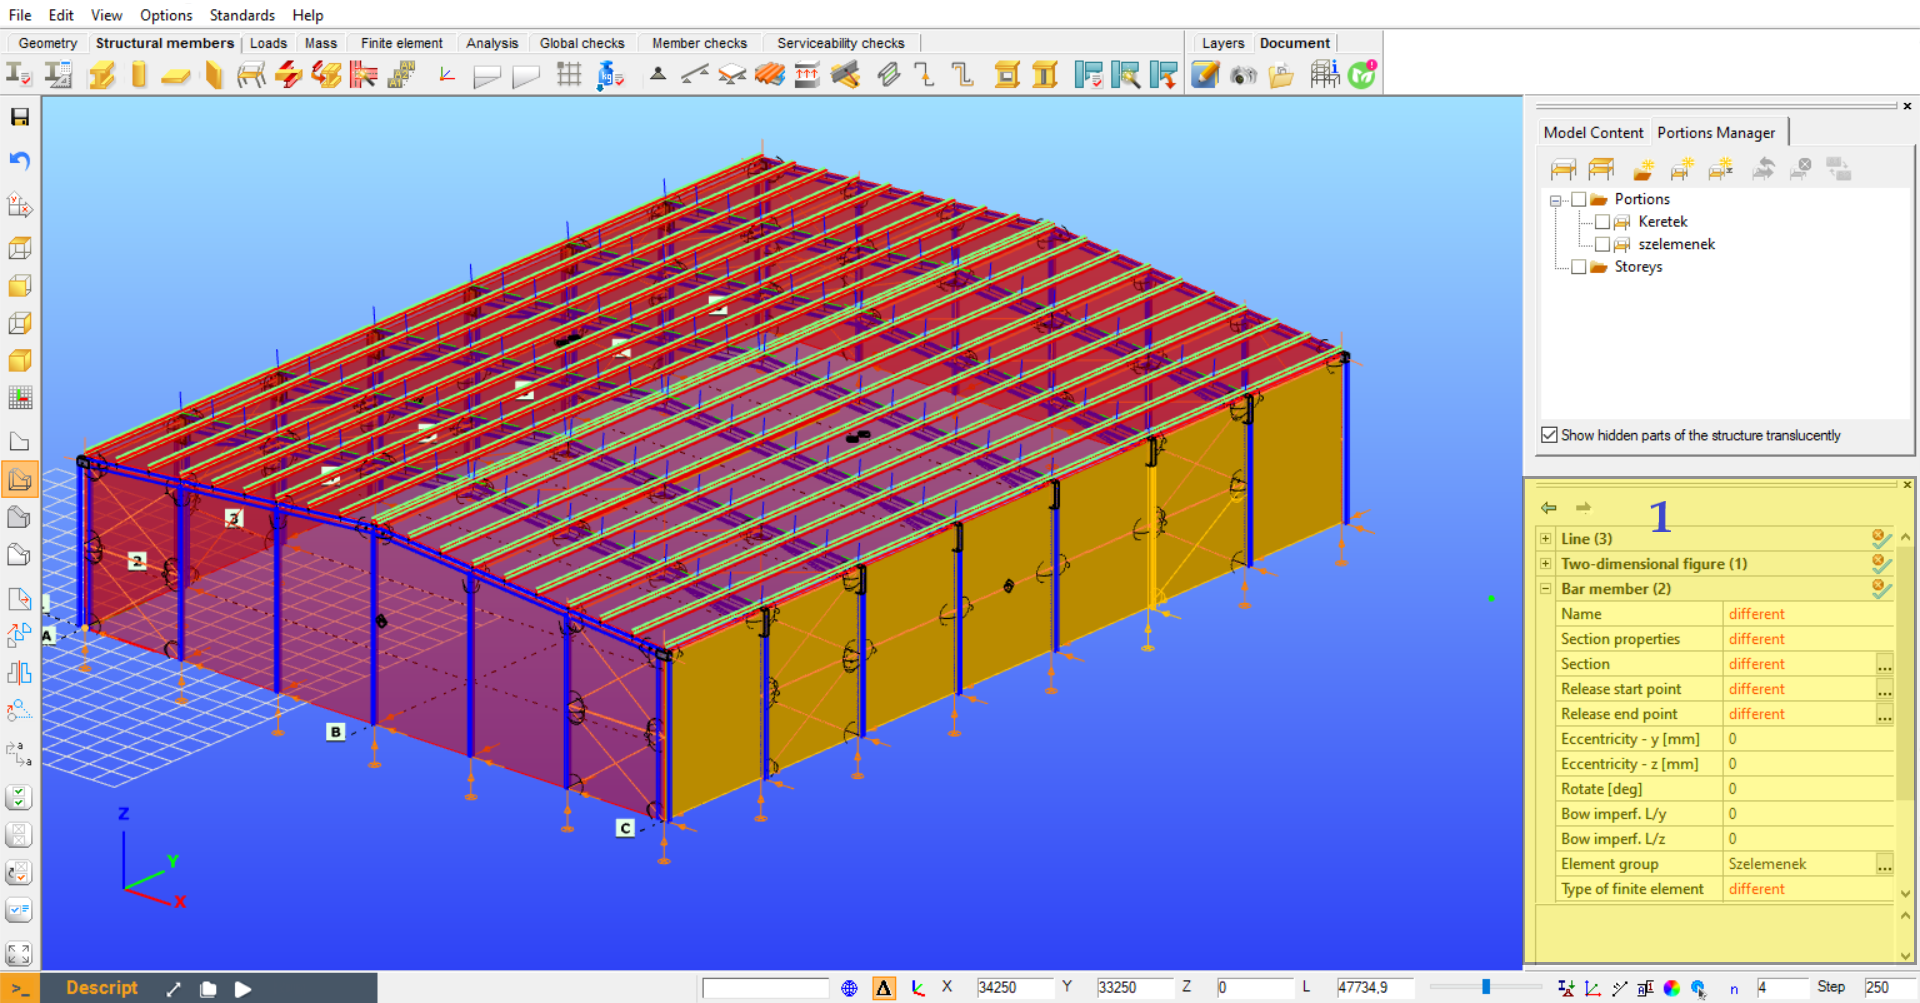 File Edit View Options Standards Help
Geometry Structural members Loads Mass Finite element Analysis Global checks Member checks Serviceability checks Layers Document
Model Content Portions Manager
Portions
Keretek
szelemenek
Storeys
Show hidden parts of the structure translucently
1
Line (3)
Two-dimensional figure (1)
Bar member (2)
Name different
Section properties different
Section different ...
Release start point different ...
Release end point different ...
Eccentricity - y [mm] 0
Eccentricity - z [mm] 0
Rotate [deg] 0
Bow imperf. L/y 0
Bow imperf. L/z 0
Element group Szelemenek ...
Type of finite element different
3
2
A
B
C
Z
Y
X
>_ Descript
Δ X 34250 Y 33250 Z 0 L 47734,9 n 4 Step 250